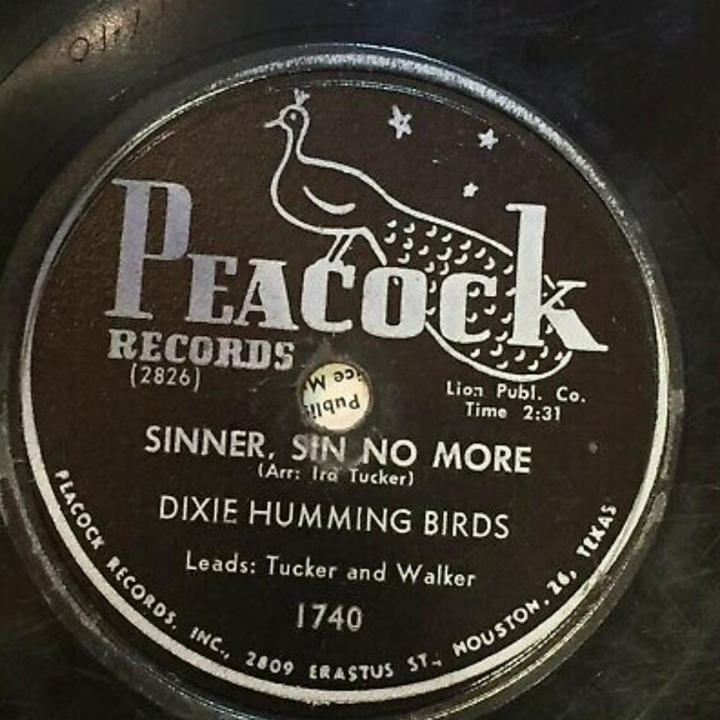 PEACOCK
RECORDS
(2826)
Lion Publ. Co.
Time 2:31
SINNER, SIN NO MORE
(Arr: Ira Tucker)
DIXIE HUMMING BIRDS
Leads: Tucker and Walker
1740
PEACOCK RECORDS, INC., 2809 ERASTUS ST., HOUSTON, 26, TEXAS